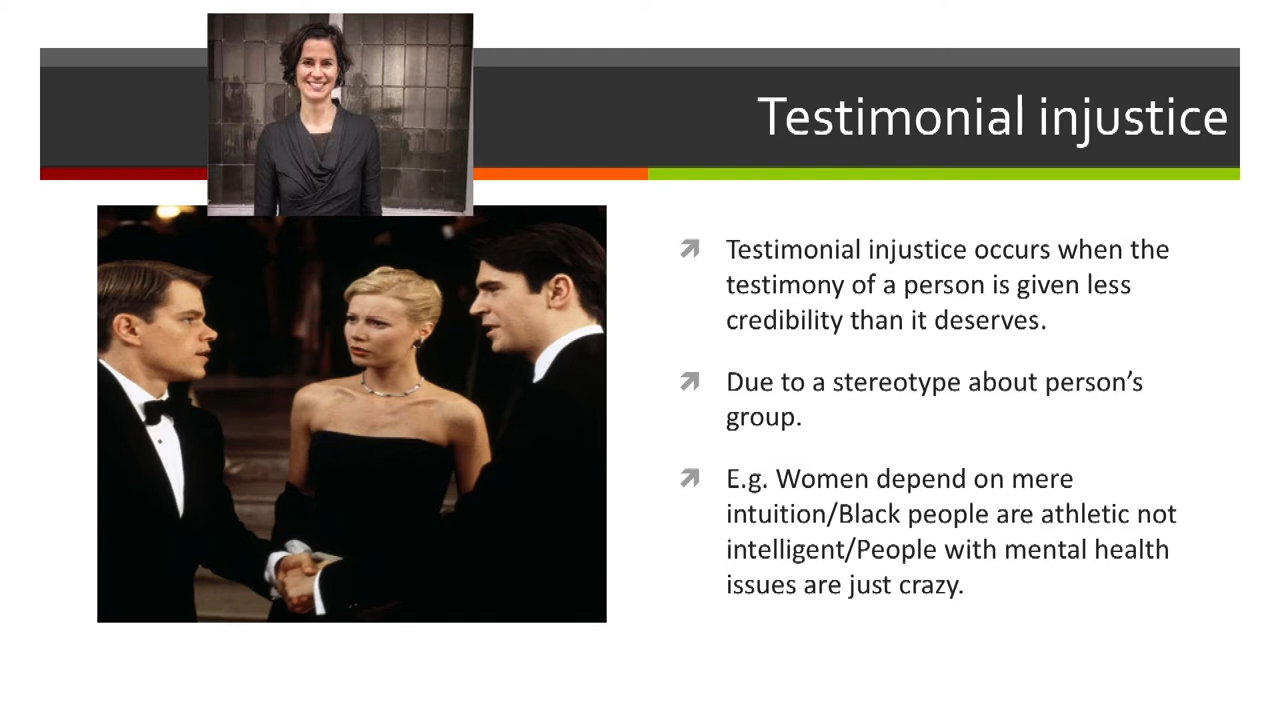 Testimonial injustice
Testimonial injustice occurs when the
testimony of a person is given less
credibility than it deserves.
Due to a stereotype about person’s
group.
E.g. Women depend on mere
intuition/Black people are athletic not
intelligent/People with mental health
issues are just crazy.